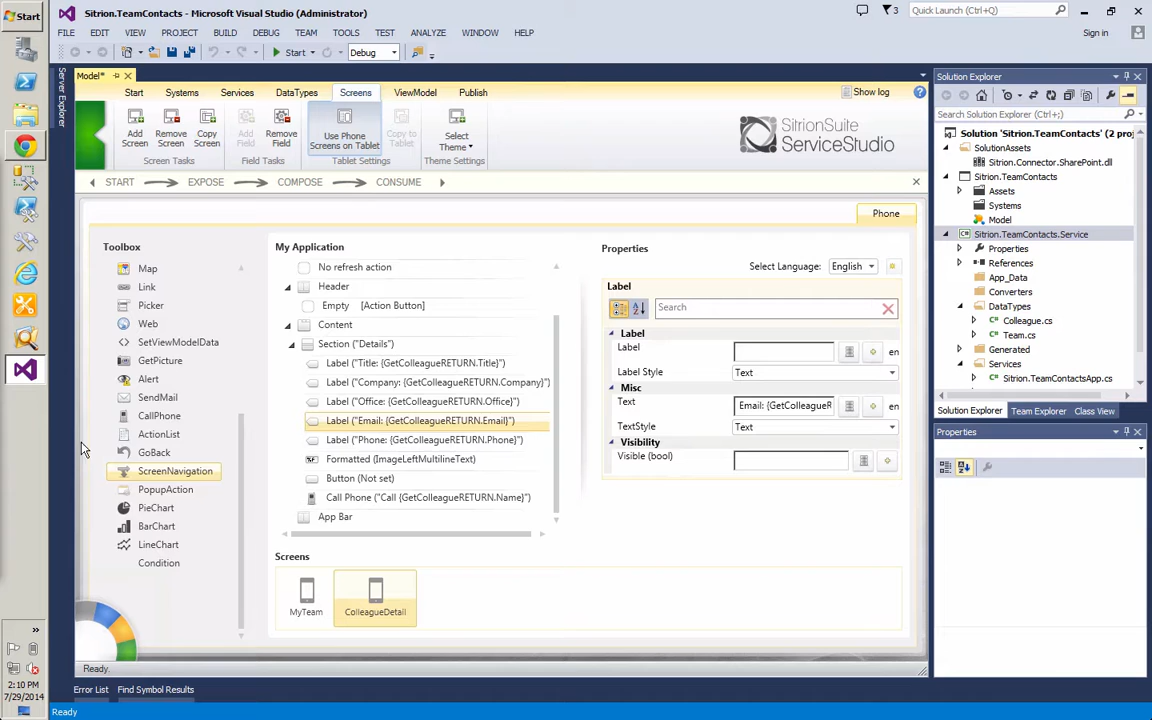 Start
Sitrion.TeamContacts - Microsoft Visual Studio (Administrator)
3
Quick Launch (Ctrl+Q)
FILE EDIT VIEW PROJECT BUILD DEBUG TEAM TOOLS TEST ANALYZE WINDOW HELP
Sign in
Start
Debug
Server Explorer
Model*
Start Systems Services DataTypes Screens ViewModel Publish
Show log
Add Screen
Remove Screen
Copy Screen
Add Field
Remove Field
Use Phone Screens on Tablet
Copy to Tablet
Select Theme
Screen Tasks
Field Tasks
Tablet Settings
Theme Settings
SITRIONSUITE
SERVICESTUDIO
START EXPOSE COMPOSE CONSUME
Phone
Toolbox
Map
Link
Picker
Web
SetViewModelData
GetPicture
Alert
SendMail
CallPhone
ActionList
GoBack
ScreenNavigation
PopupAction
PieChart
BarChart
LineChart
Condition
My Application
No refresh action
Header
Empty [Action Button]
Content
Section ("Details")
Label ("Title: {GetColleagueRETURN.Title}")
Label ("Company: {GetColleagueRETURN.Company}")
Label ("Office: {GetColleagueRETURN.Office}")
Label ("Email: {GetColleagueRETURN.Email}")
Label ("Phone: {GetColleagueRETURN.Phone}")
Formatted (ImageLeftMultilineText)
Button (Not set)
Call Phone ("Call {GetColleagueRETURN.Name}")
App Bar
Screens
MyTeam
ColleagueDetail
Properties
Select Language: English
Label
Search
Label
Label en
Label Style Text
Misc
Text Email: {GetColleagueR en
TextStyle Text
Visibility
Visible (bool)
Ready.
Solution Explorer
Search Solution Explorer (Ctrl+;)
Solution 'Sitrion.TeamContacts' (2 proj
SolutionAssets
Sitrion.Connector.SharePoint.dll
Sitrion.TeamContacts
Assets
Systems
Model
Sitrion.TeamContacts.Service
Properties
References
App_Data
Converters
DataTypes
Colleague.cs
Team.cs
Generated
Services
Sitrion.TeamContactsApp.cs
Solution Explorer Team Explorer Class View
Properties
Error List Find Symbol Results
Ready
2:10 PM
7/29/2014